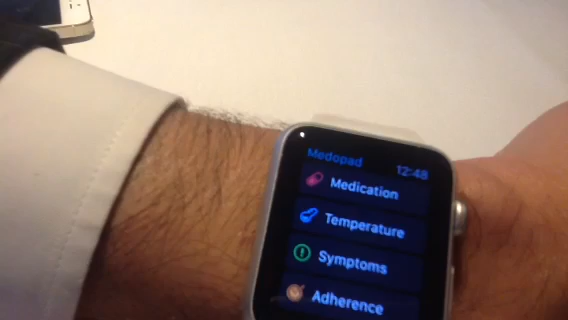 Medopad
12:48
Medication
Temperature
Symptoms
Adherence